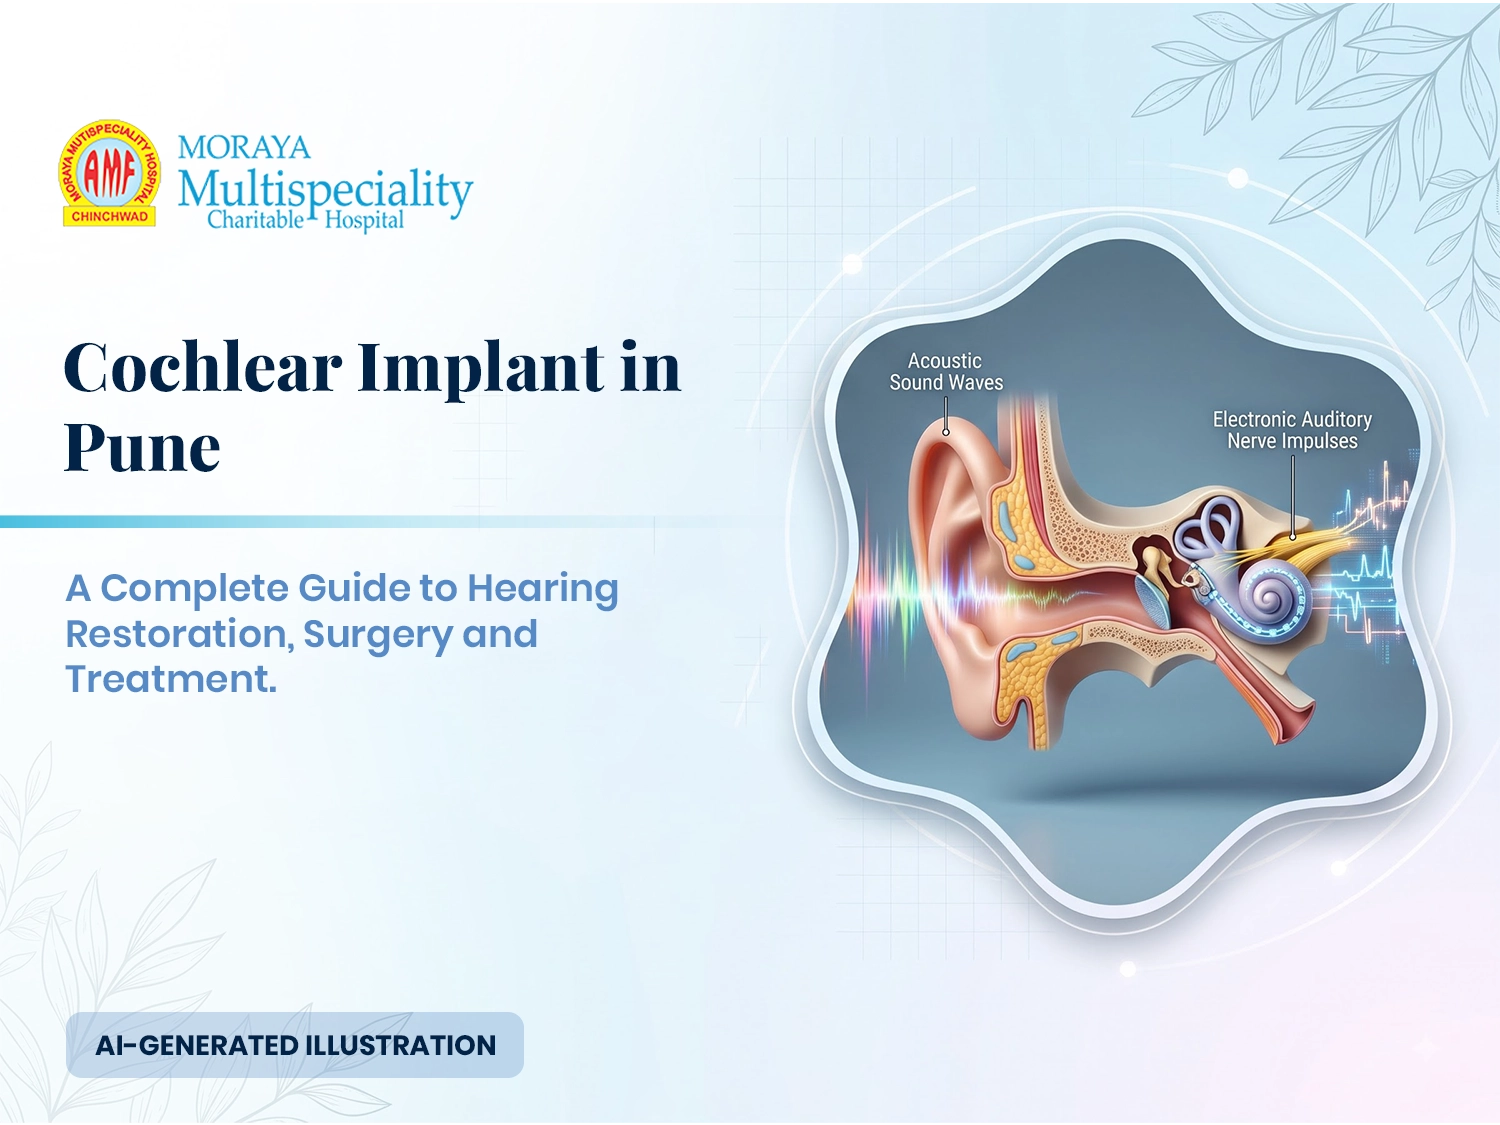 MORAYA MUTISPECIALITY HOSPITAL
AMF
CHINCHWAD
MORAYA
Multispeciality
Charitable Hospital
Cochlear Implant in
Pune
A Complete Guide to Hearing
Restoration, Surgery and
Treatment.
Acoustic
Sound Waves
Electronic Auditory
Nerve Impulses
AI-GENERATED ILLUSTRATION